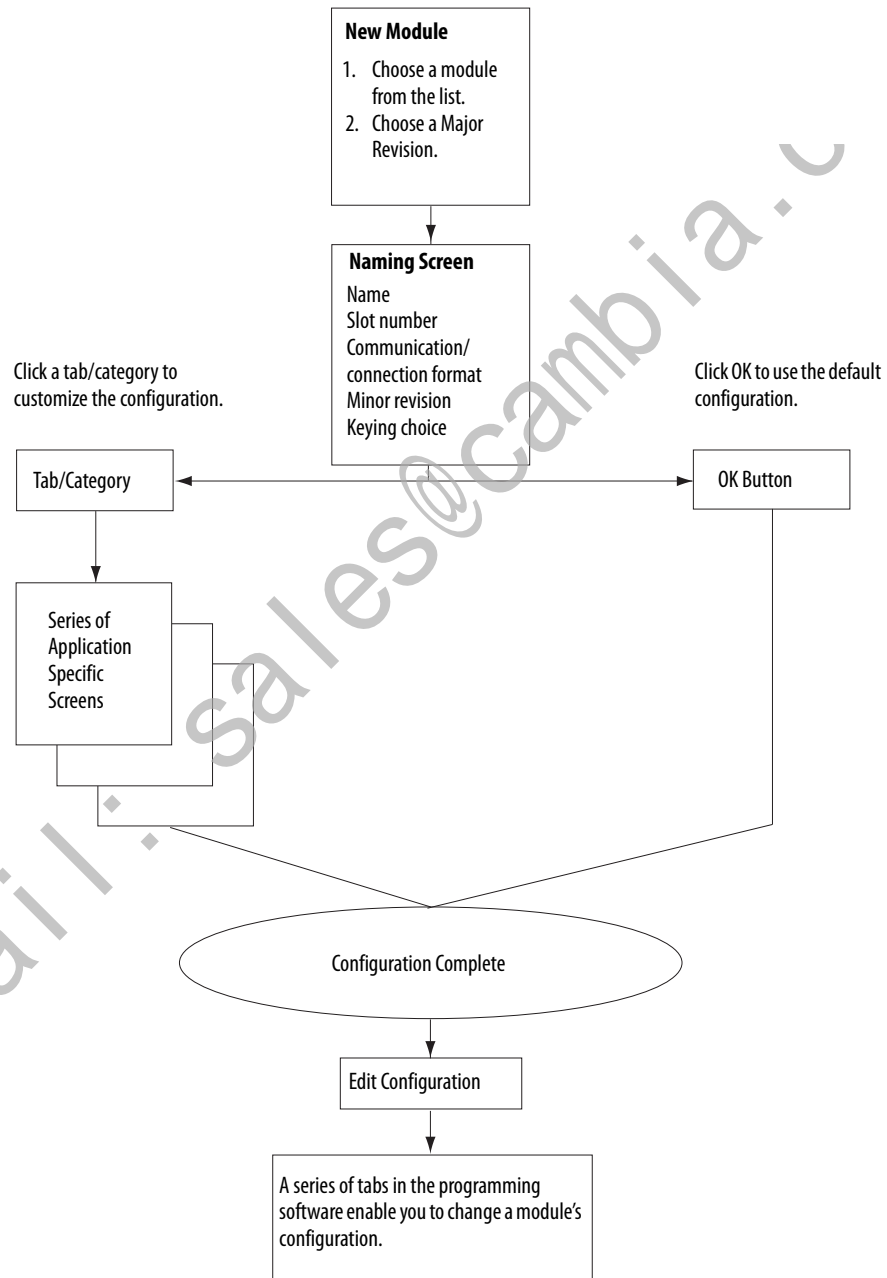 New Module
1. Choose a module
from the list.
2. Choose a Major
Revision.
Naming Screen
Name
Slot number
Communication/
connection format
Minor revision
Keying choice
Click a tab/category to
customize the configuration.
Click OK to use the default
configuration.
Tab/Category
OK Button
Series of
Application
Specific
Screens
Configuration Complete
Edit Configuration
A series of tabs in the programming
software enable you to change a module's
configuration.
ail: sales@cambia.c